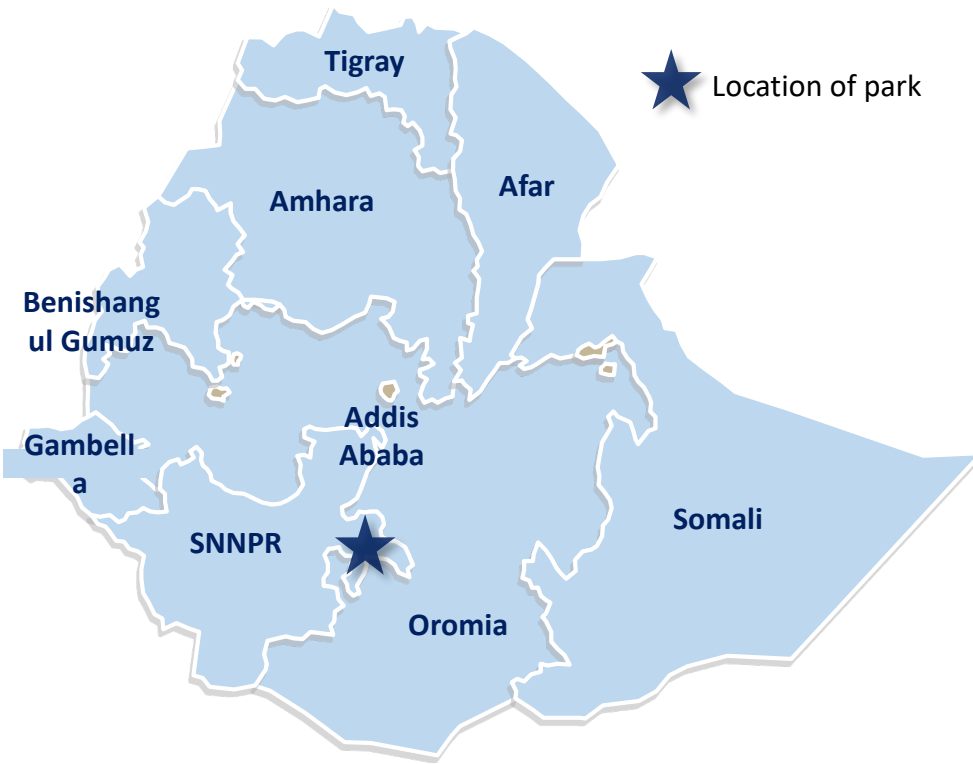 Tigray
Location of park
Afar
Amhara
Benishang
ul Gumuz
Addis
Ababa
Gambell
a
Somali
SNNPR
Oromia